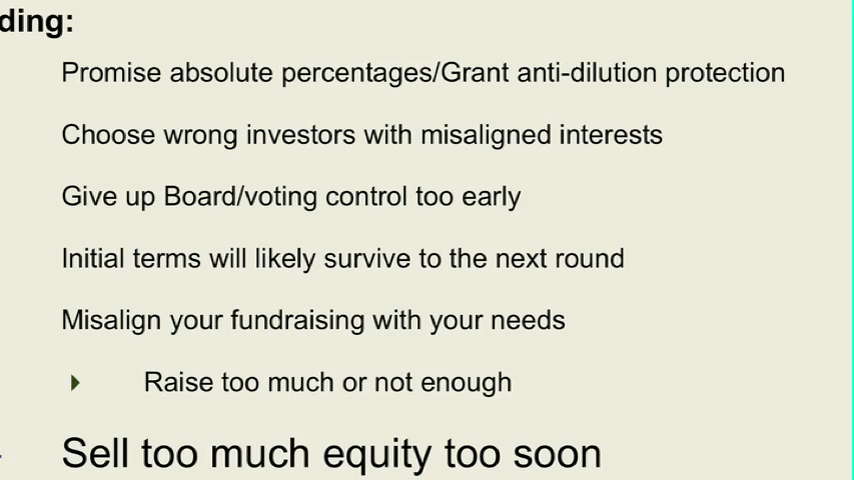 ding:
Promise absolute percentages/Grant anti-dilution protection
Choose wrong investors with misaligned interests
Give up Board/voting control too early
Initial terms will likely survive to the next round
Misalign your fundraising with your needs
Raise too much or not enough
Sell too much equity too soon